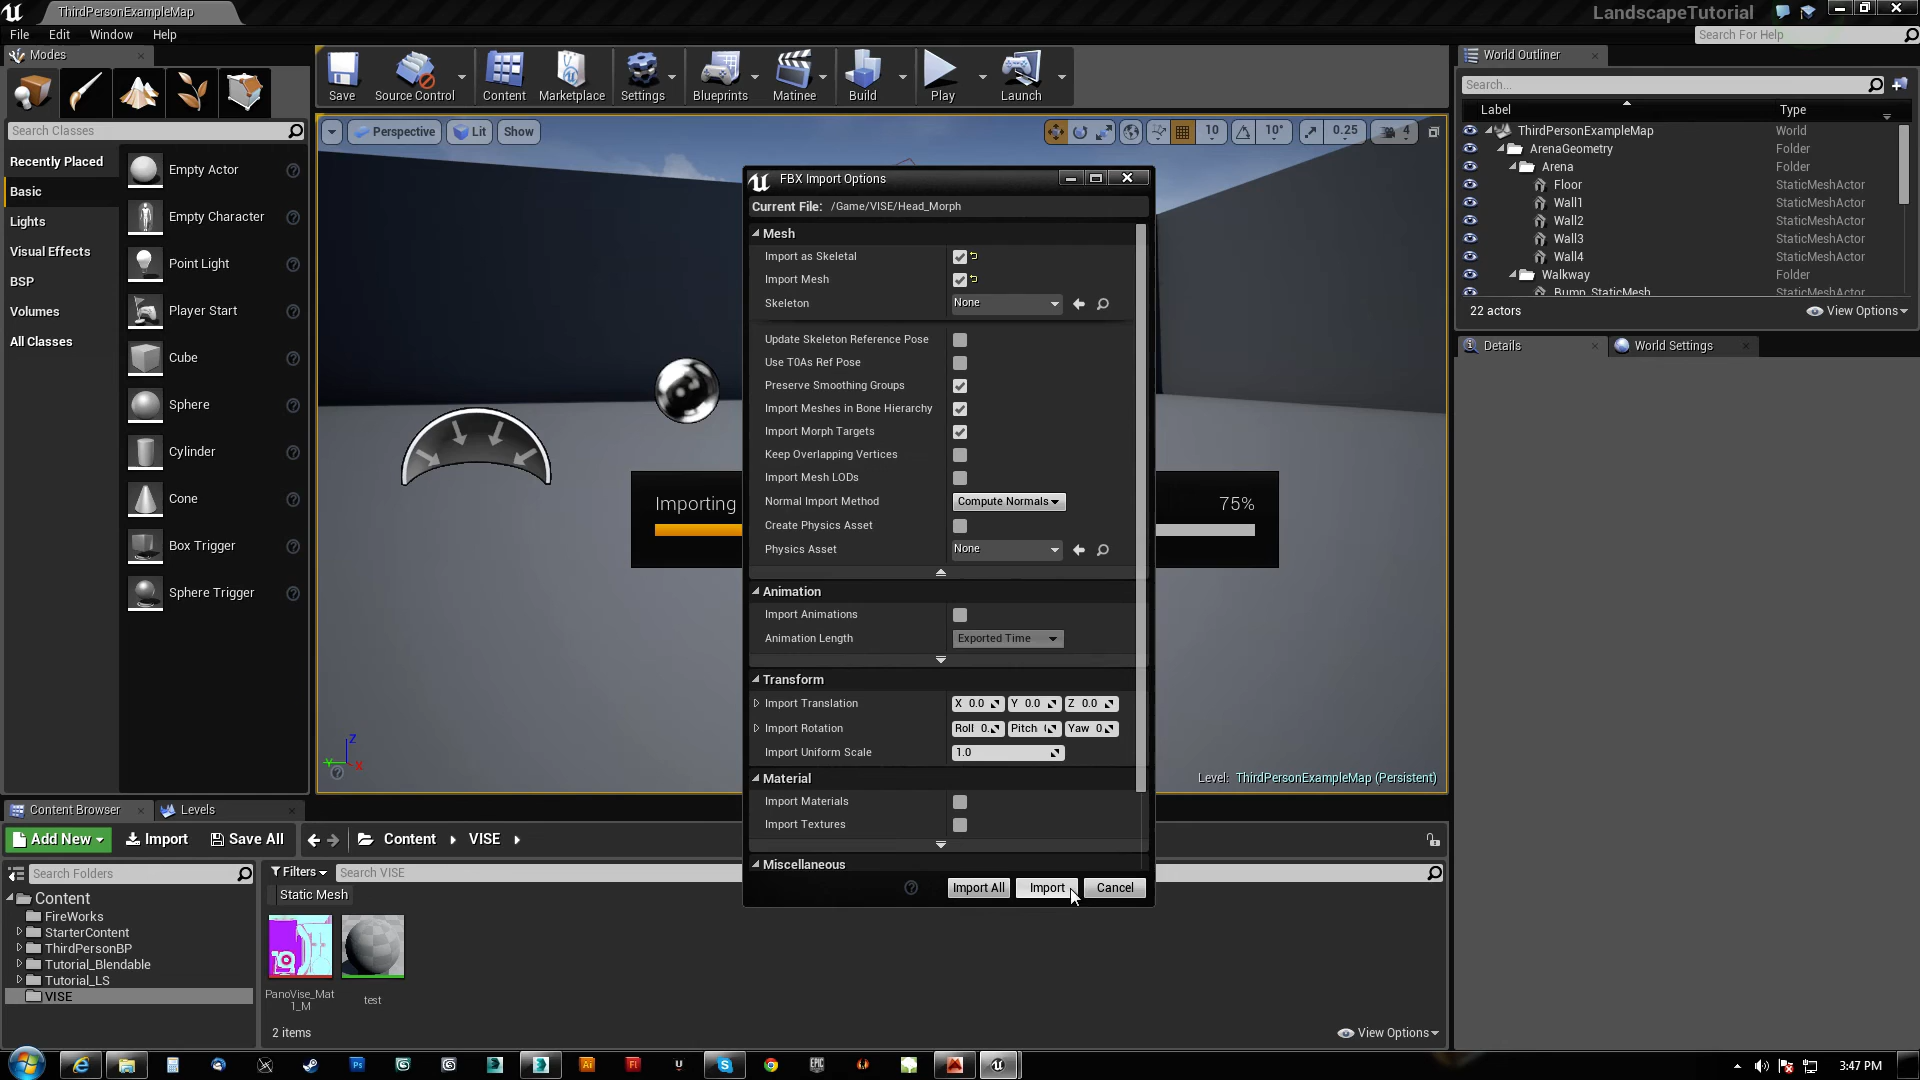 ThirdPersonExampleMap
LandscapeTutorial
File Edit Window Help
Search For Help
Modes
Search Classes
Recently Placed
Basic
Lights
Visual Effects
BSP
Volumes
All Classes
Empty Actor
Empty Character
Point Light
Player Start
Cube
Sphere
Cylinder
Cone
Box Trigger
Sphere Trigger
Save Source Control Content Marketplace Settings Blueprints Matinee Build Play Launch
Perspective Lit Show
10 10° 0.25 4
FBX Import Options
Current File: /Game/VISE/Head_Morph
Mesh
Import as Skeletal
Import Mesh
Skeleton None
Update Skeleton Reference Pose
Use T0As Ref Pose
Preserve Smoothing Groups
Import Meshes in Bone Hierarchy
Import Morph Targets
Keep Overlapping Vertices
Import Mesh LODs
Normal Import Method Compute Normals
Create Physics Asset
Physics Asset None
Animation
Import Animations
Animation Length Exported Time
Transform
Import Translation X 0.0 Y 0.0 Z 0.0
Import Rotation Roll 0. Pitch Yaw 0
Import Uniform Scale 1.0
Material
Import Materials
Import Textures
Miscellaneous
Import All Import Cancel
Importing 75%
Z
Y X
Level: ThirdPersonExampleMap (Persistent)
World Outliner
Search...
Label Type
ThirdPersonExampleMap World
ArenaGeometry Folder
Arena Folder
Floor StaticMeshActor
Wall1 StaticMeshActor
Wall2 StaticMeshActor
Wall3 StaticMeshActor
Wall4 StaticMeshActor
Walkway Folder
Bump_StaticMesh StaticMeshActor
22 actors View Options
Details World Settings
Content Browser Levels
Add New Import Save All Content VISE
Search Folders
Content
FireWorks
StarterContent
ThirdPersonBP
Tutorial_Blendable
Tutorial_LS
VISE
Filters Search VISE
Static Mesh
PanoVise_Mat
1_M
test
2 items View Options
3:47 PM